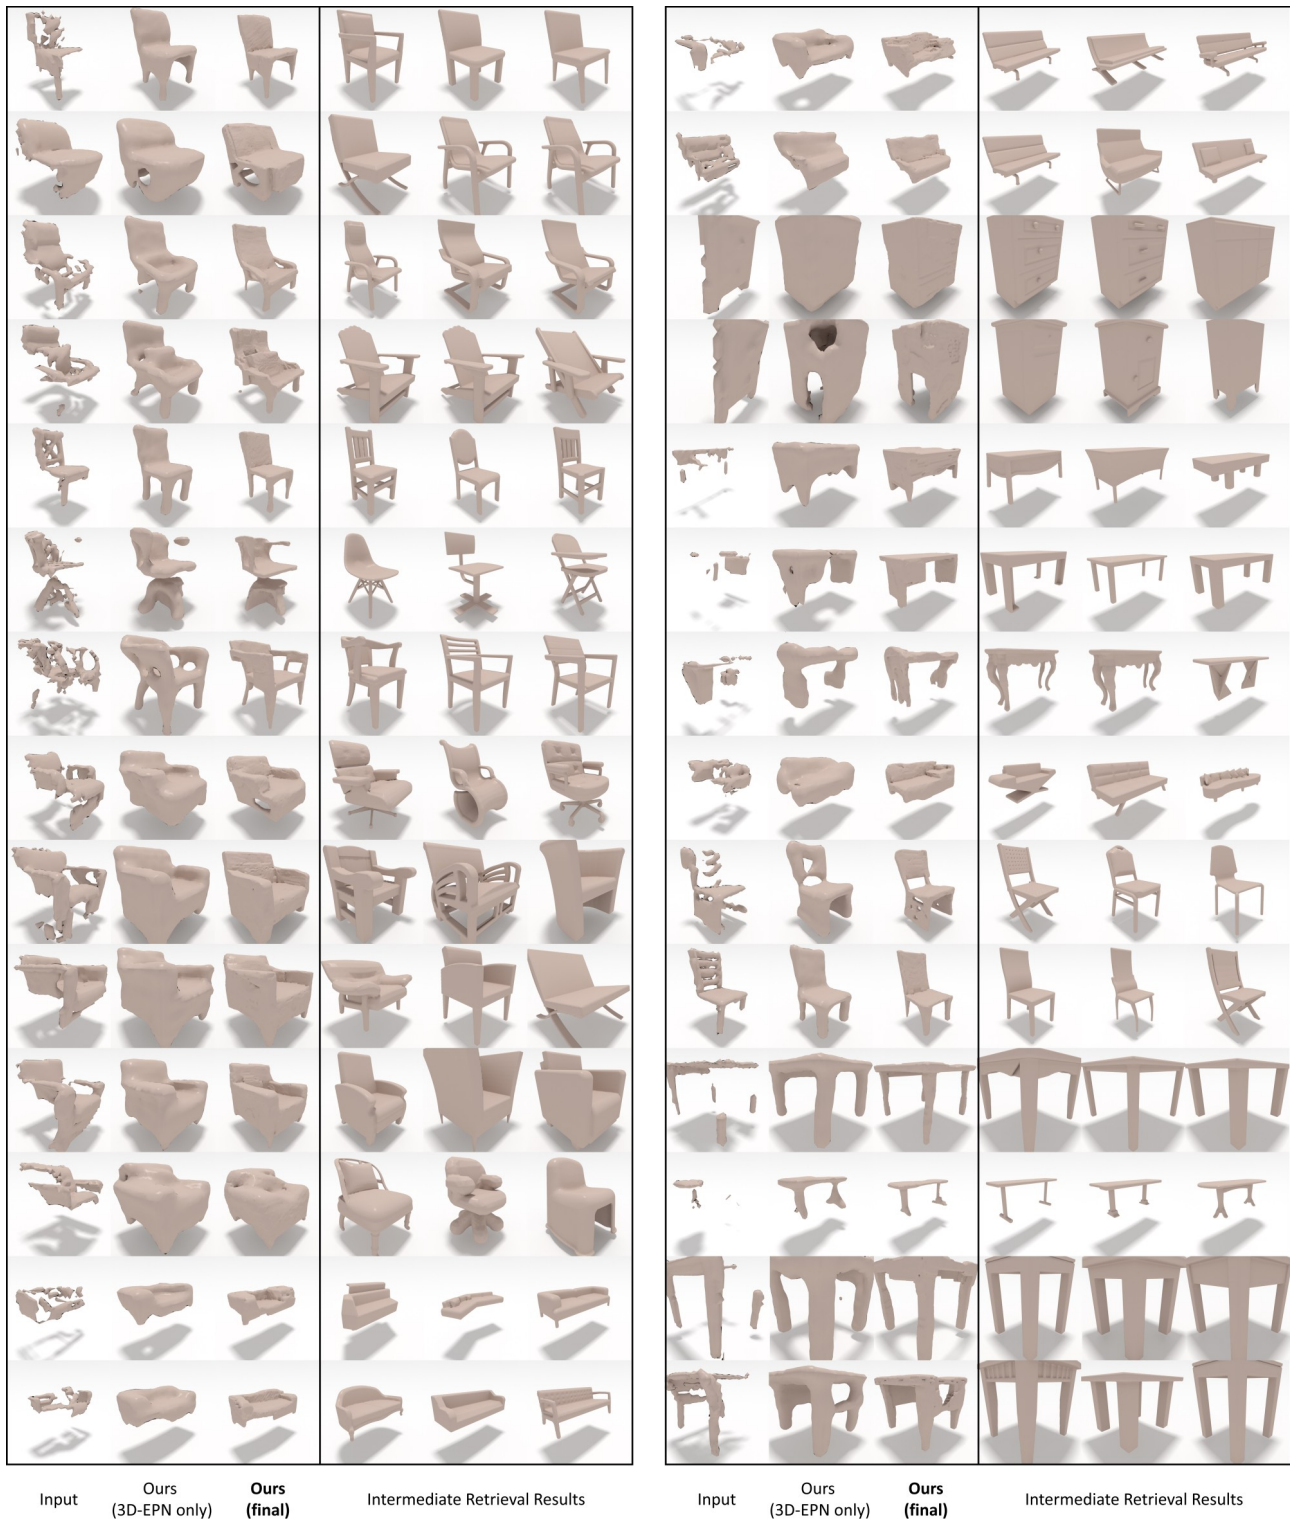 Input
Ours
(3D-EPN only)
Ours
(final)
Intermediate Retrieval Results
Input
Ours
(3D-EPN only)
Ours
(final)
Intermediate Retrieval Results